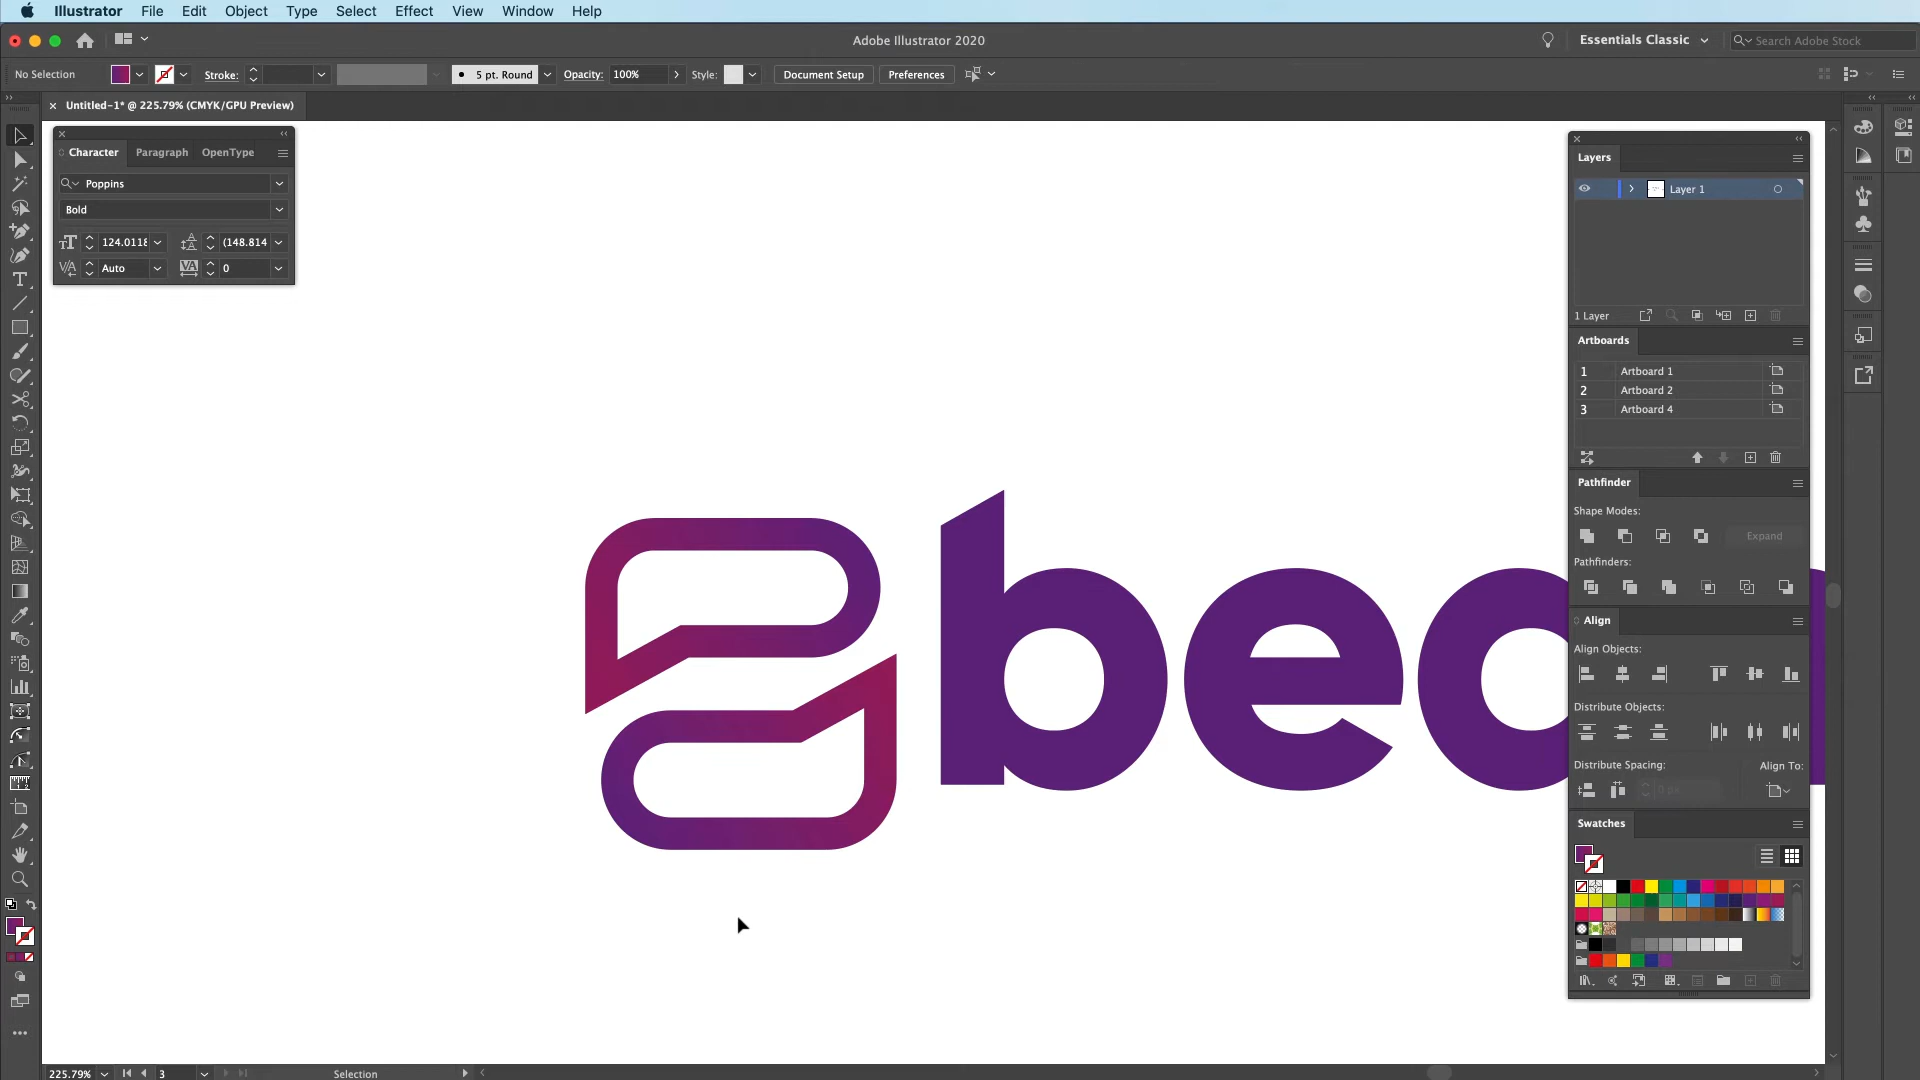 Illustrator File Edit Object Type Select Effect View Window Help
Adobe Illustrator 2020
Essentials Classic
Search Adobe Stock
No Selection
Stroke:
5 pt. Round
Opacity: 100%
Style:
Document Setup
Preferences
× Untitled-1* @ 225.79% (CMYK/GPU Preview)
Character Paragraph OpenType
Poppins
Bold
124.0118
(148.814
Auto
0
Layers
Layer 1
1 Layer
Artboards
1 Artboard 1
2 Artboard 2
3 Artboard 4
Pathfinder
Shape Modes:
Expand
Pathfinders:
Align
Align Objects:
Distribute Objects:
Distribute Spacing:
Align To:
0 px
Swatches
bec
225.79%
3
Selection